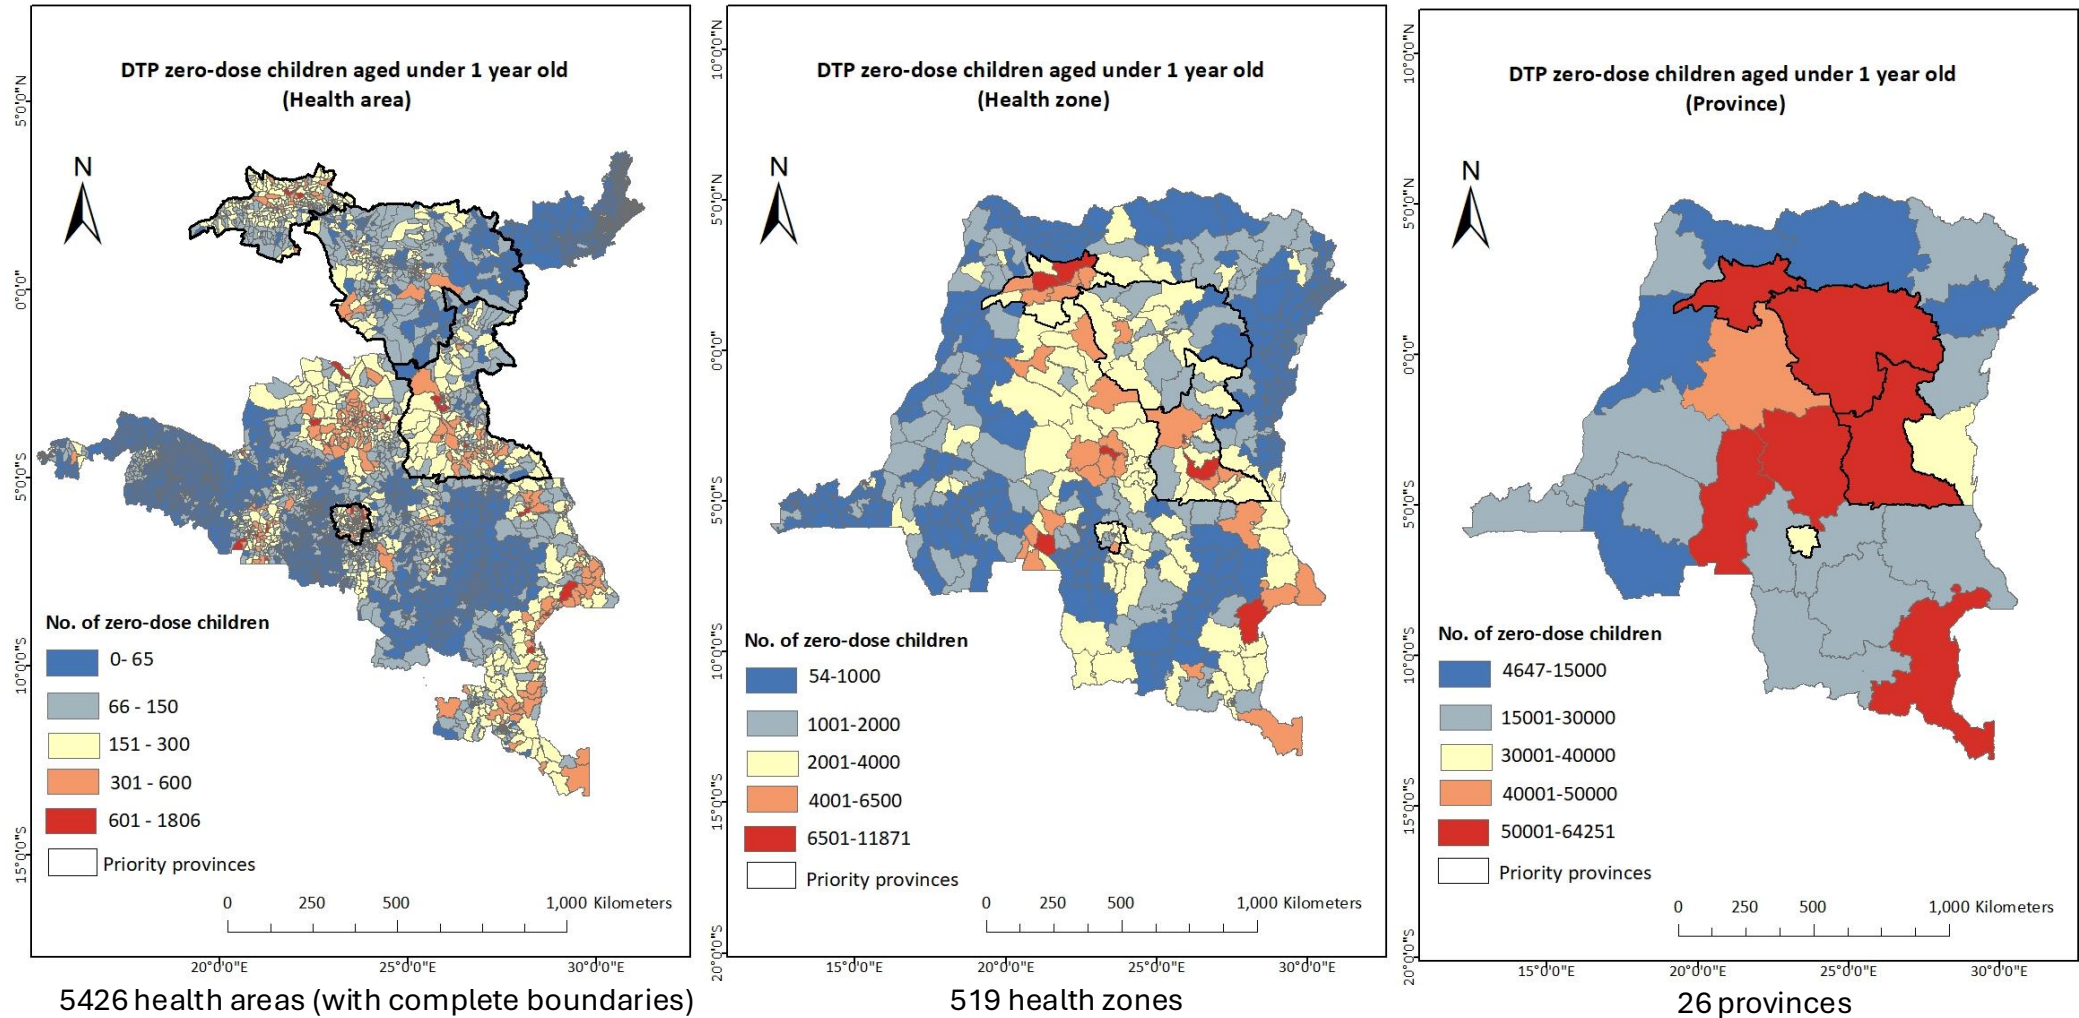 DTP zero-dose children aged under 1 year old
(Health area)
N
5°0'0"N
0°0'0"
5°0'0"S
10°0'0"S
15°0'0"S
No. of zero-dose children
0- 65
66 - 150
151 - 300
301 - 600
601 - 1806
Priority provinces
0 250 500 1,000 Kilometers
20°0'0"E 25°0'0"E 30°0'0"E
5426 health areas (with complete boundaries)
DTP zero-dose children aged under 1 year old
(Health zone)
N
10°0'0"N
5°0'0"N
0°0'0"
5°0'0"S
10°0'0"S
15°0'0"S
20°0'0"S
No. of zero-dose children
54-1000
1001-2000
2001-4000
4001-6500
6501-11871
Priority provinces
0 250 500 1,000 Kilometers
15°0'0"E 20°0'0"E 25°0'0"E 30°0'0"E
519 health zones
DTP zero-dose children aged under 1 year old
(Province)
N
10°0'0"N
5°0'0"N
0°0'0"
5°0'0"S
10°0'0"S
15°0'0"S
20°0'0"S
No. of zero-dose children
4647-15000
15001-30000
30001-40000
40001-50000
50001-64251
Priority provinces
0 250 500 1,000 Kilometers
15°0'0"E 20°0'0"E 25°0'0"E 30°0'0"E
26 provinces